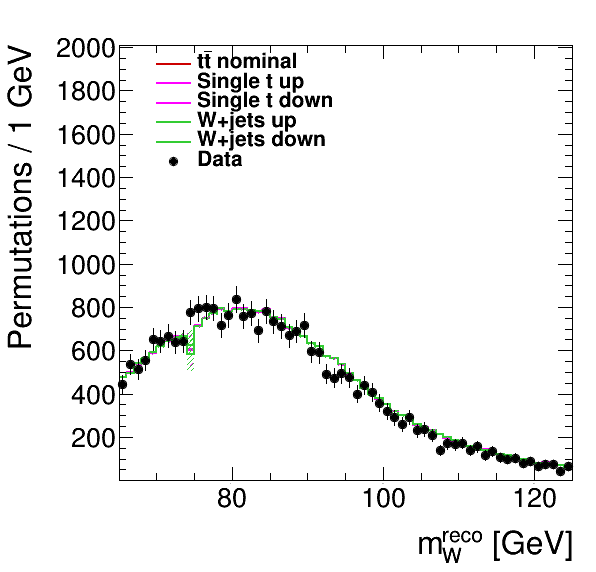 Permutations / 1 GeV
2000
1800
1600
1400
1200
1000
800
600
400
200
tt̄ nominal
Single t up
Single t down
W+jets up
W+jets down
Data
80 100 120
m_W^reco [GeV]